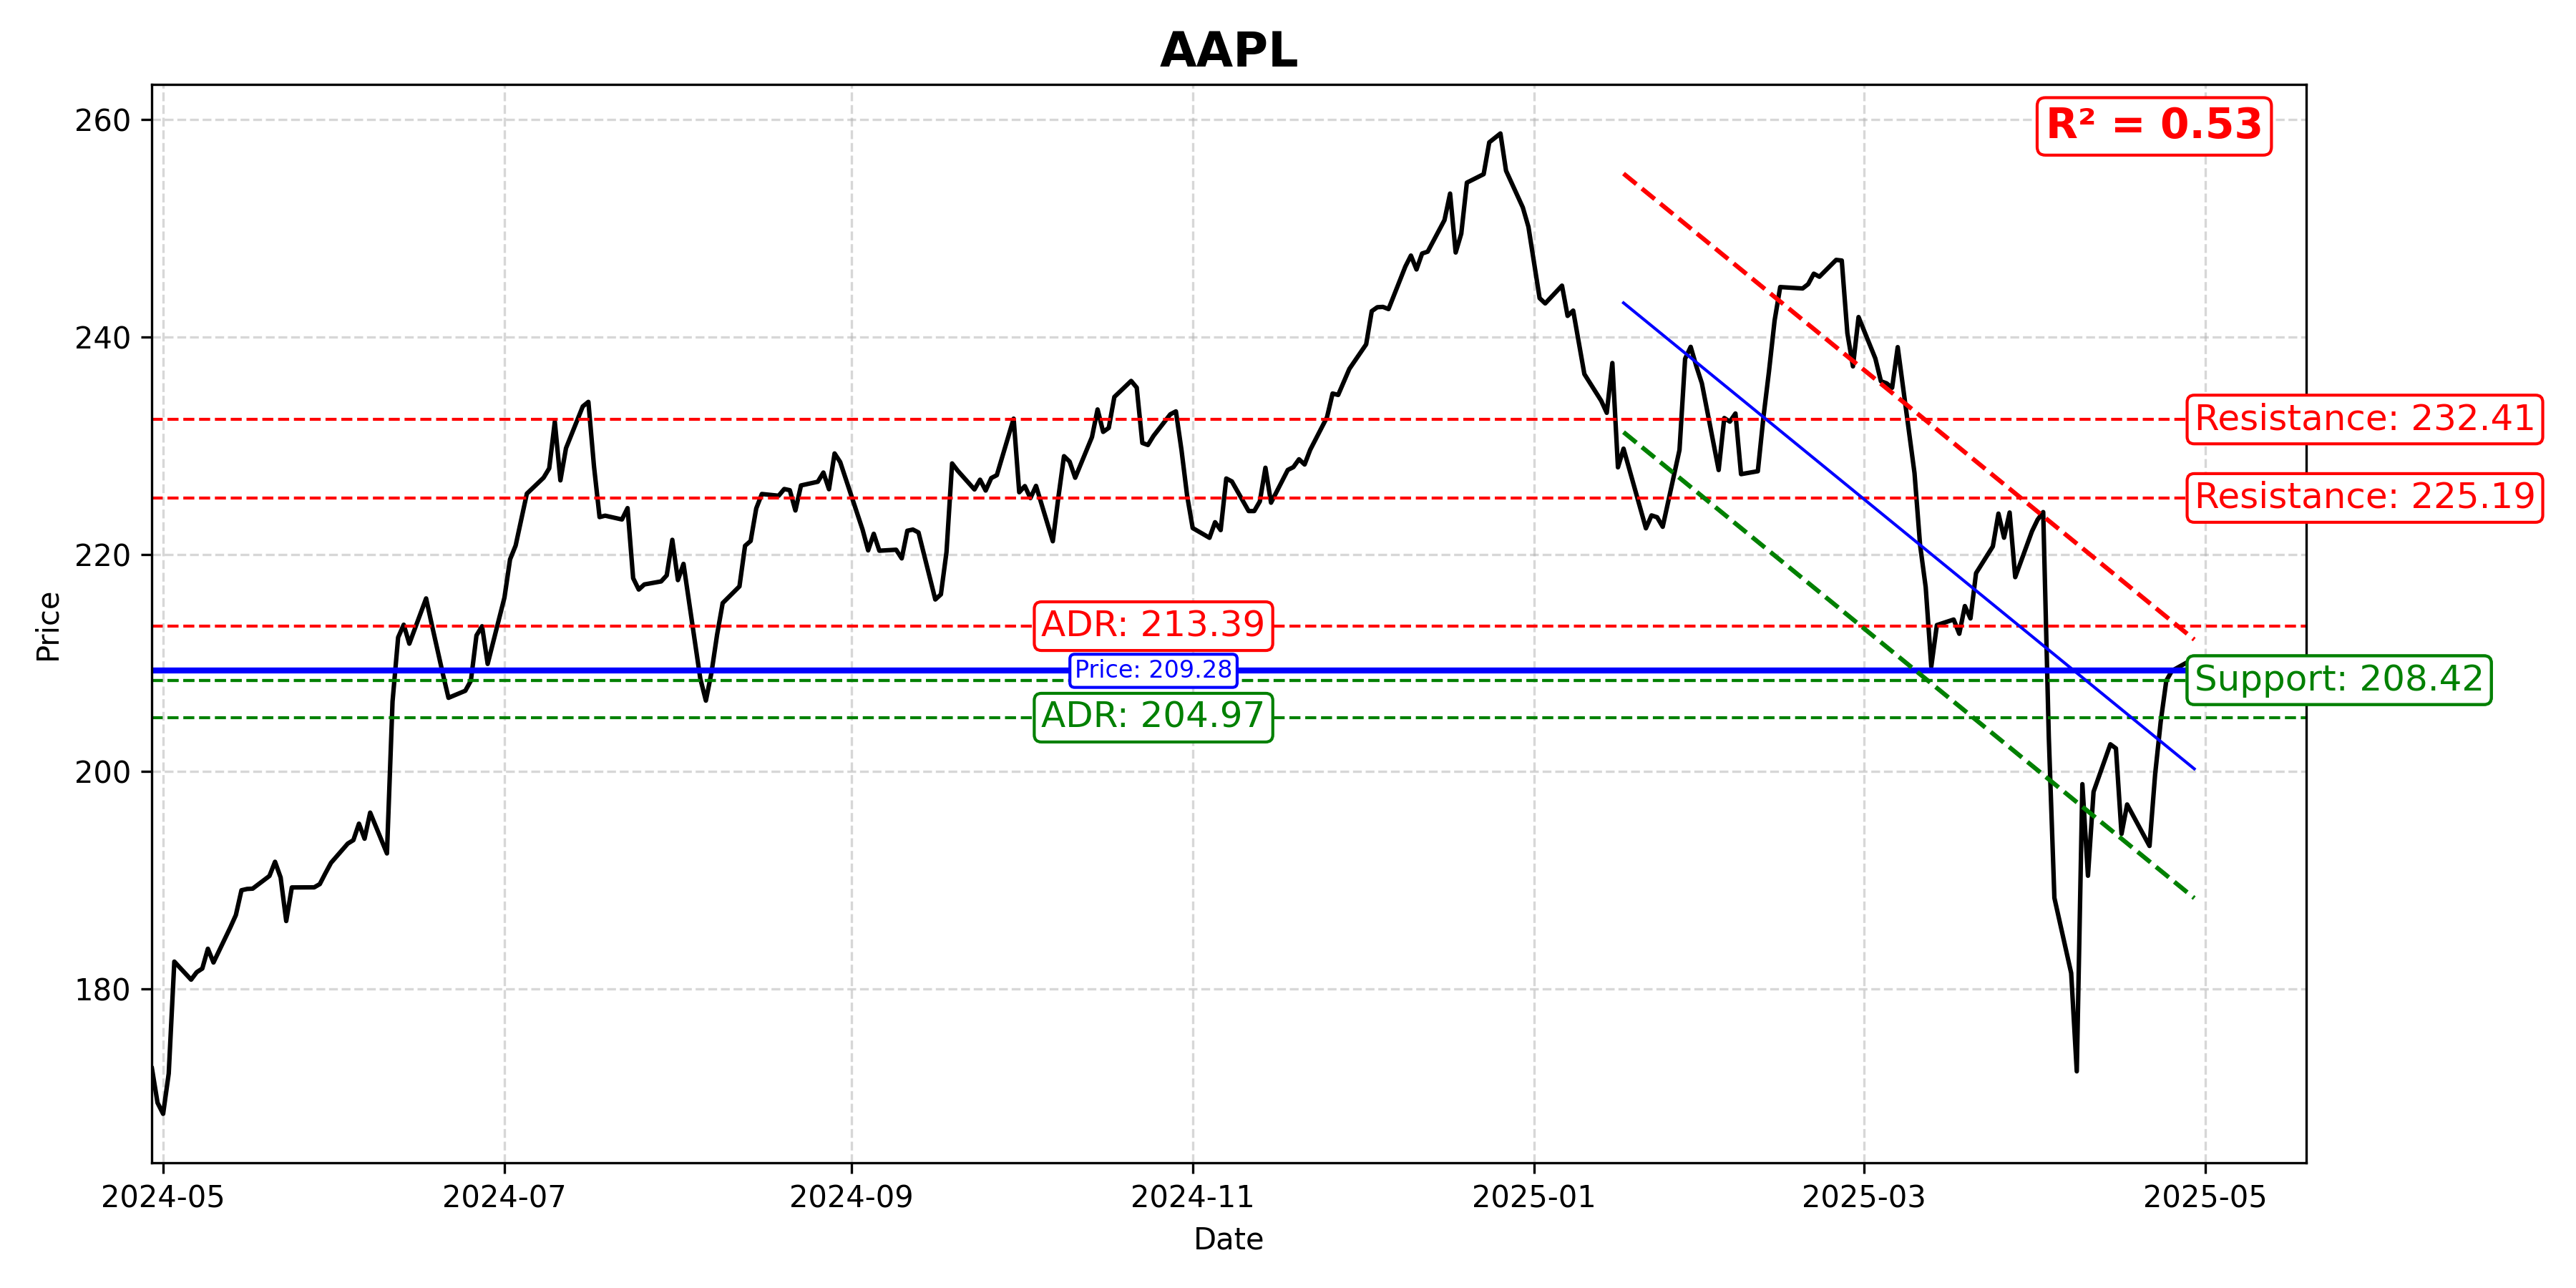 AAPL
260
R² = 0.53
240
Resistance: 232.41
Resistance: 225.19
220
ADR: 213.39
Price: 209.28
Support: 208.42
ADR: 204.97
200
180
Price
2024-05
2024-07
2024-09
2024-11
2025-01
2025-03
2025-05
Date